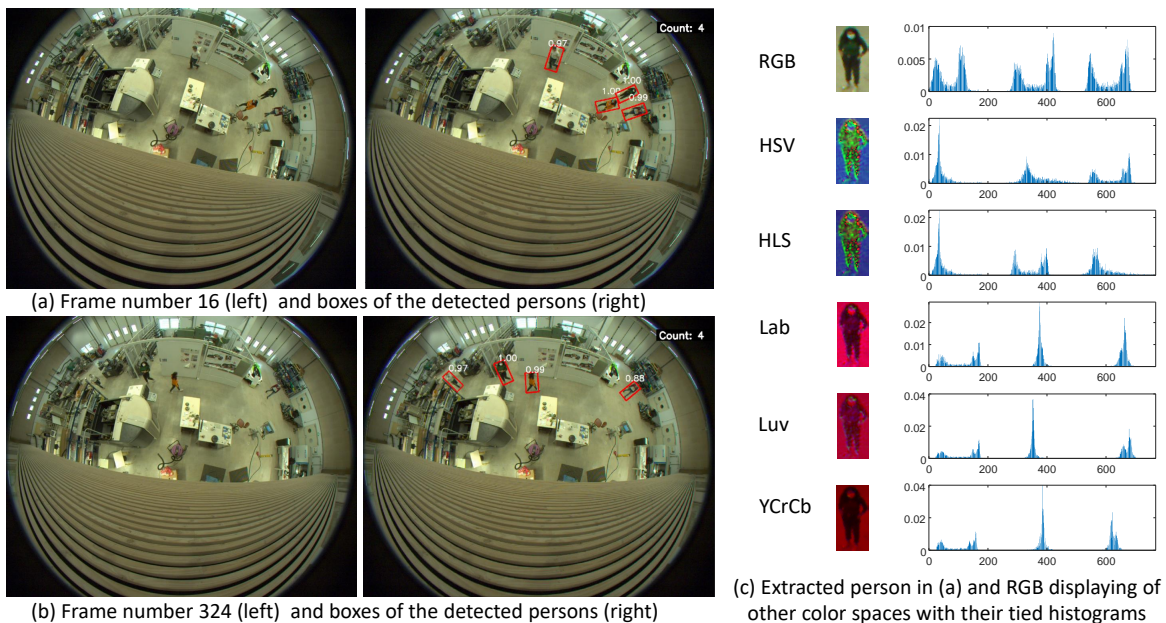 Count: 4
0.97
1.00
1.00
0.99
(a) Frame number 16 (left) and boxes of the detected persons (right)
Count: 4
0.97
1.00
0.99
0.88
(b) Frame number 324 (left) and boxes of the detected persons (right)
RGB
0.01
0.005
0
0 200 400 600
HSV
0.02
0.01
0
0 200 400 600
HLS
0.02
0.01
0
0 200 400 600
Lab
0.02
0.01
0
0 200 400 600
Luv
0.04
0.02
0
0 200 400 600
YCrCb
0.04
0.02
0
0 200 400 600
(c) Extracted person in (a) and RGB displaying of
other color spaces with their tied histograms